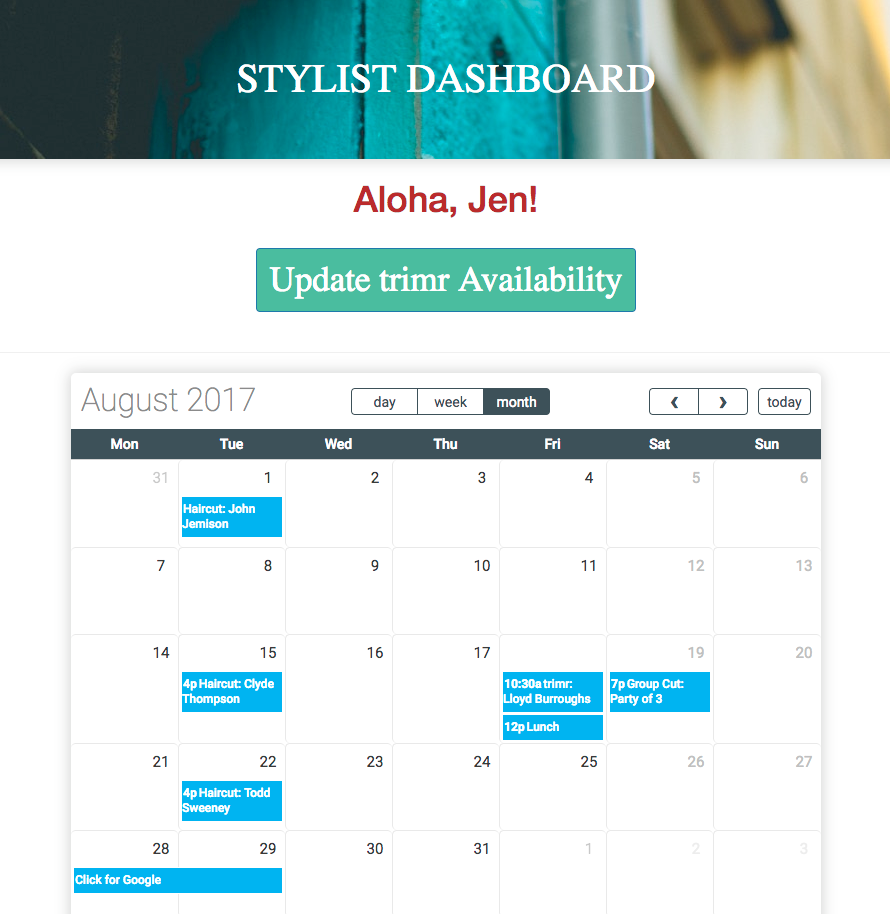 STYLIST DASHBOARD
Aloha, Jen!
Update trimr Availability
August 2017 day week month ‹ › today
Mon Tue Wed Thu Fri Sat Sun
31 1 2 3 4 5 6
Haircut: John
Jemison
7 8 9 10 11 12 13
14 15 16 17 19 20
4p Haircut: Clyde
Thompson
10:30a trimr:
Lloyd Burroughs
7p Group Cut:
Party of 3
12p Lunch
21 22 23 24 25 26 27
4p Haircut: Todd
Sweeney
28 29 30 31 1 2 3
Click for Google